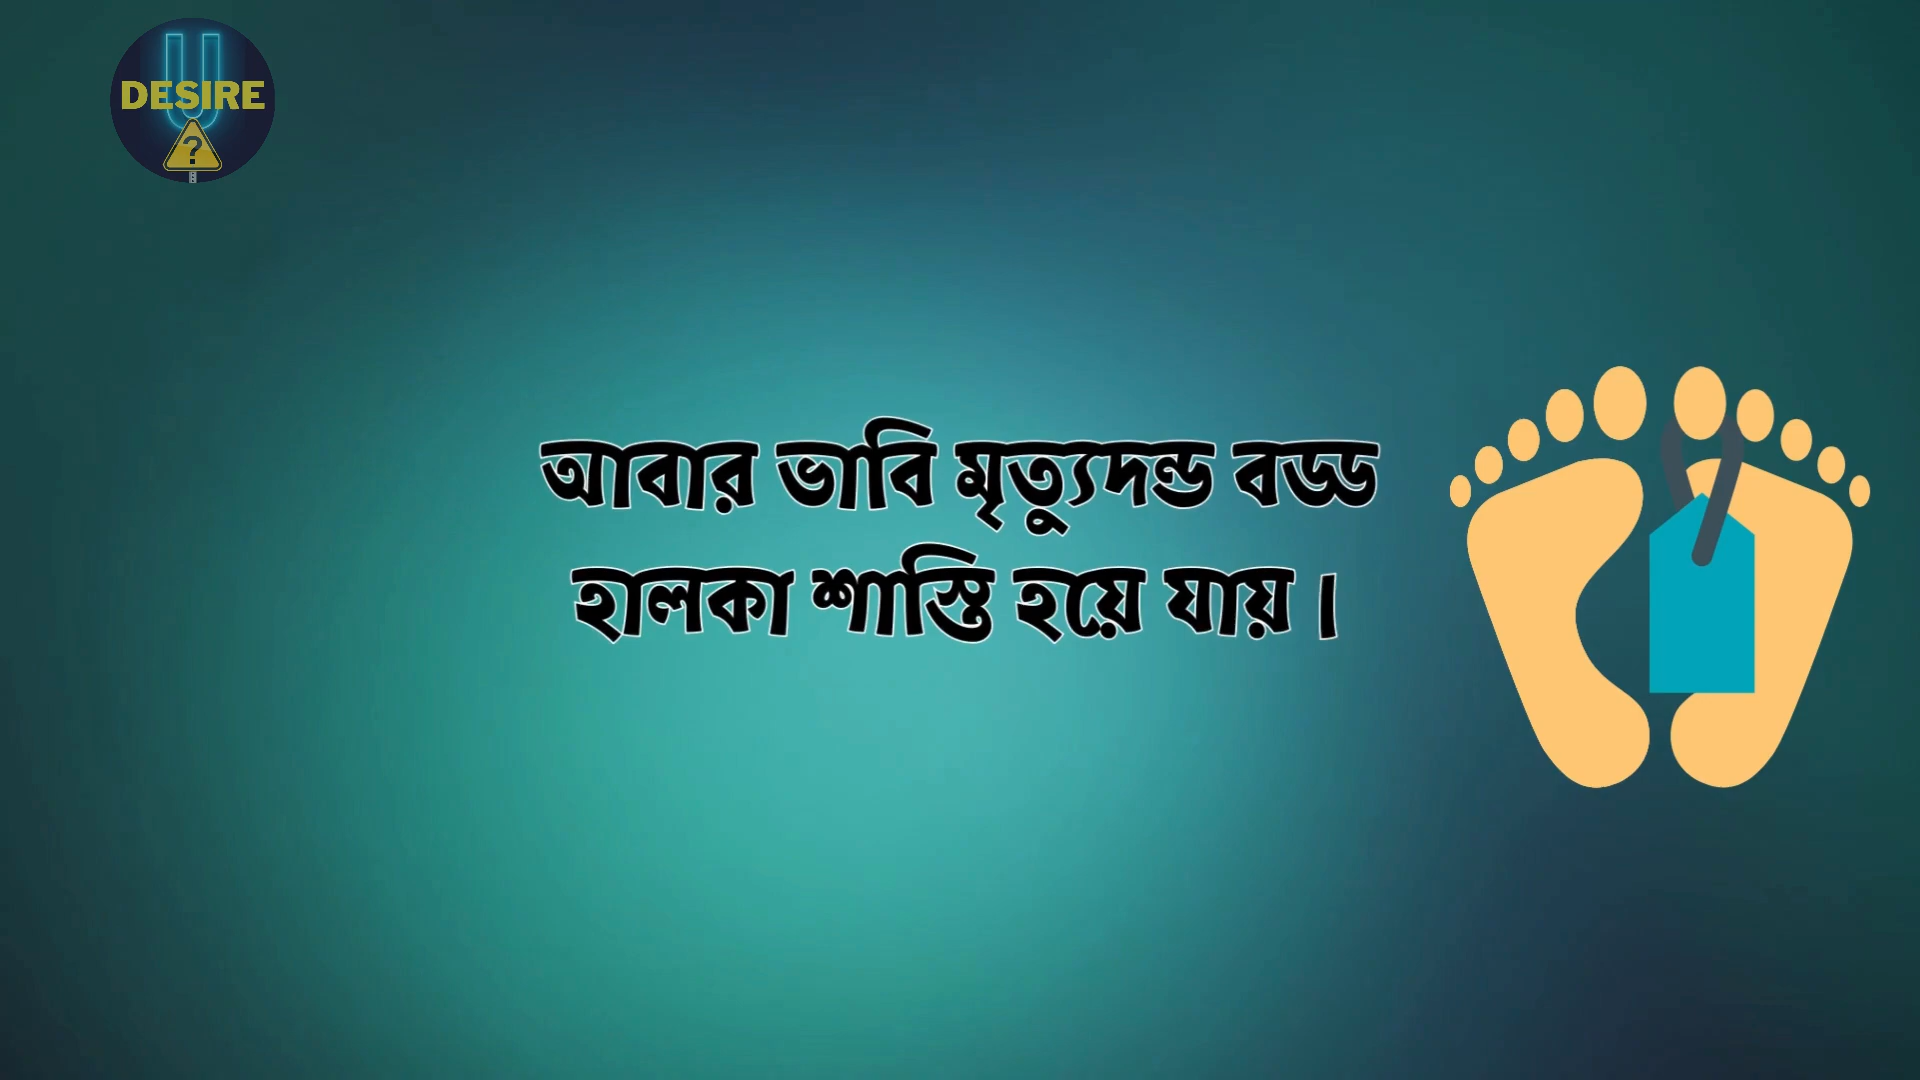 DESIRE
?
আবার ভাবি মৃত্যুদন্ড বড্ড
হালকা শাস্তি হয়ে যায়।